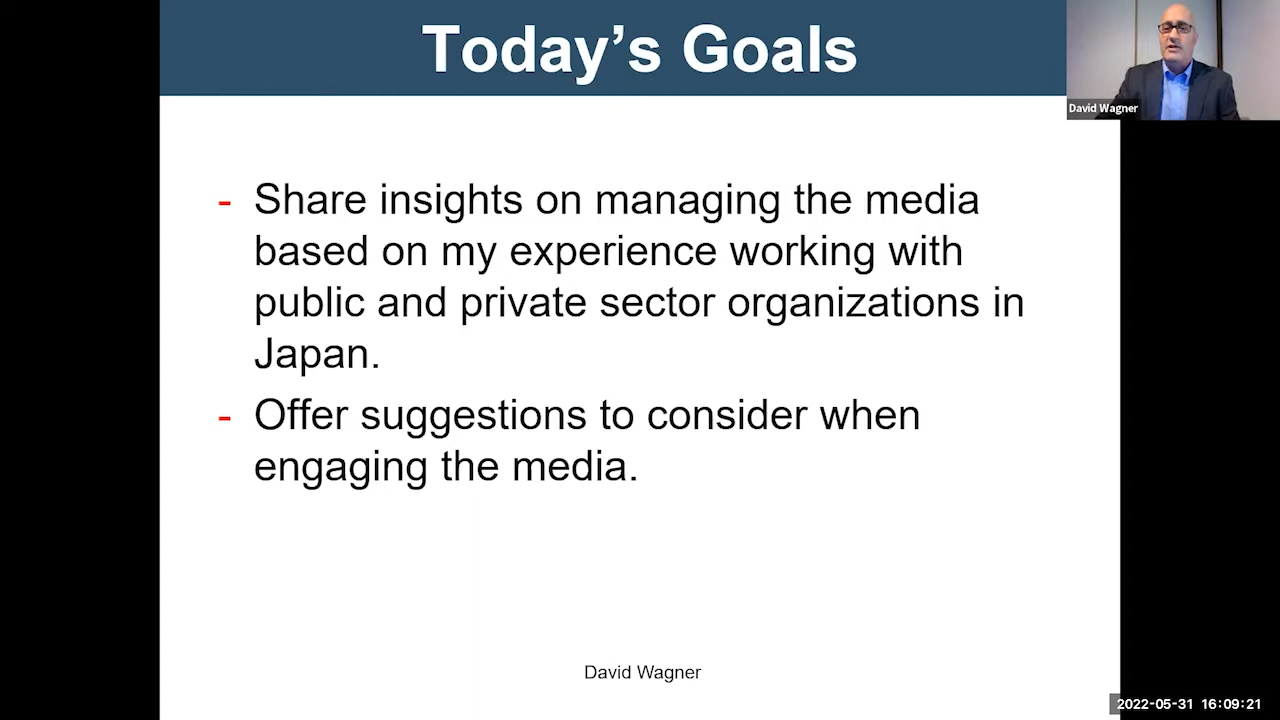 Today’s Goals
David Wagner
- Share insights on managing the media
based on my experience working with
public and private sector organizations in
Japan.
- Offer suggestions to consider when
engaging the media.
David Wagner
2022-05-31 16:09:21